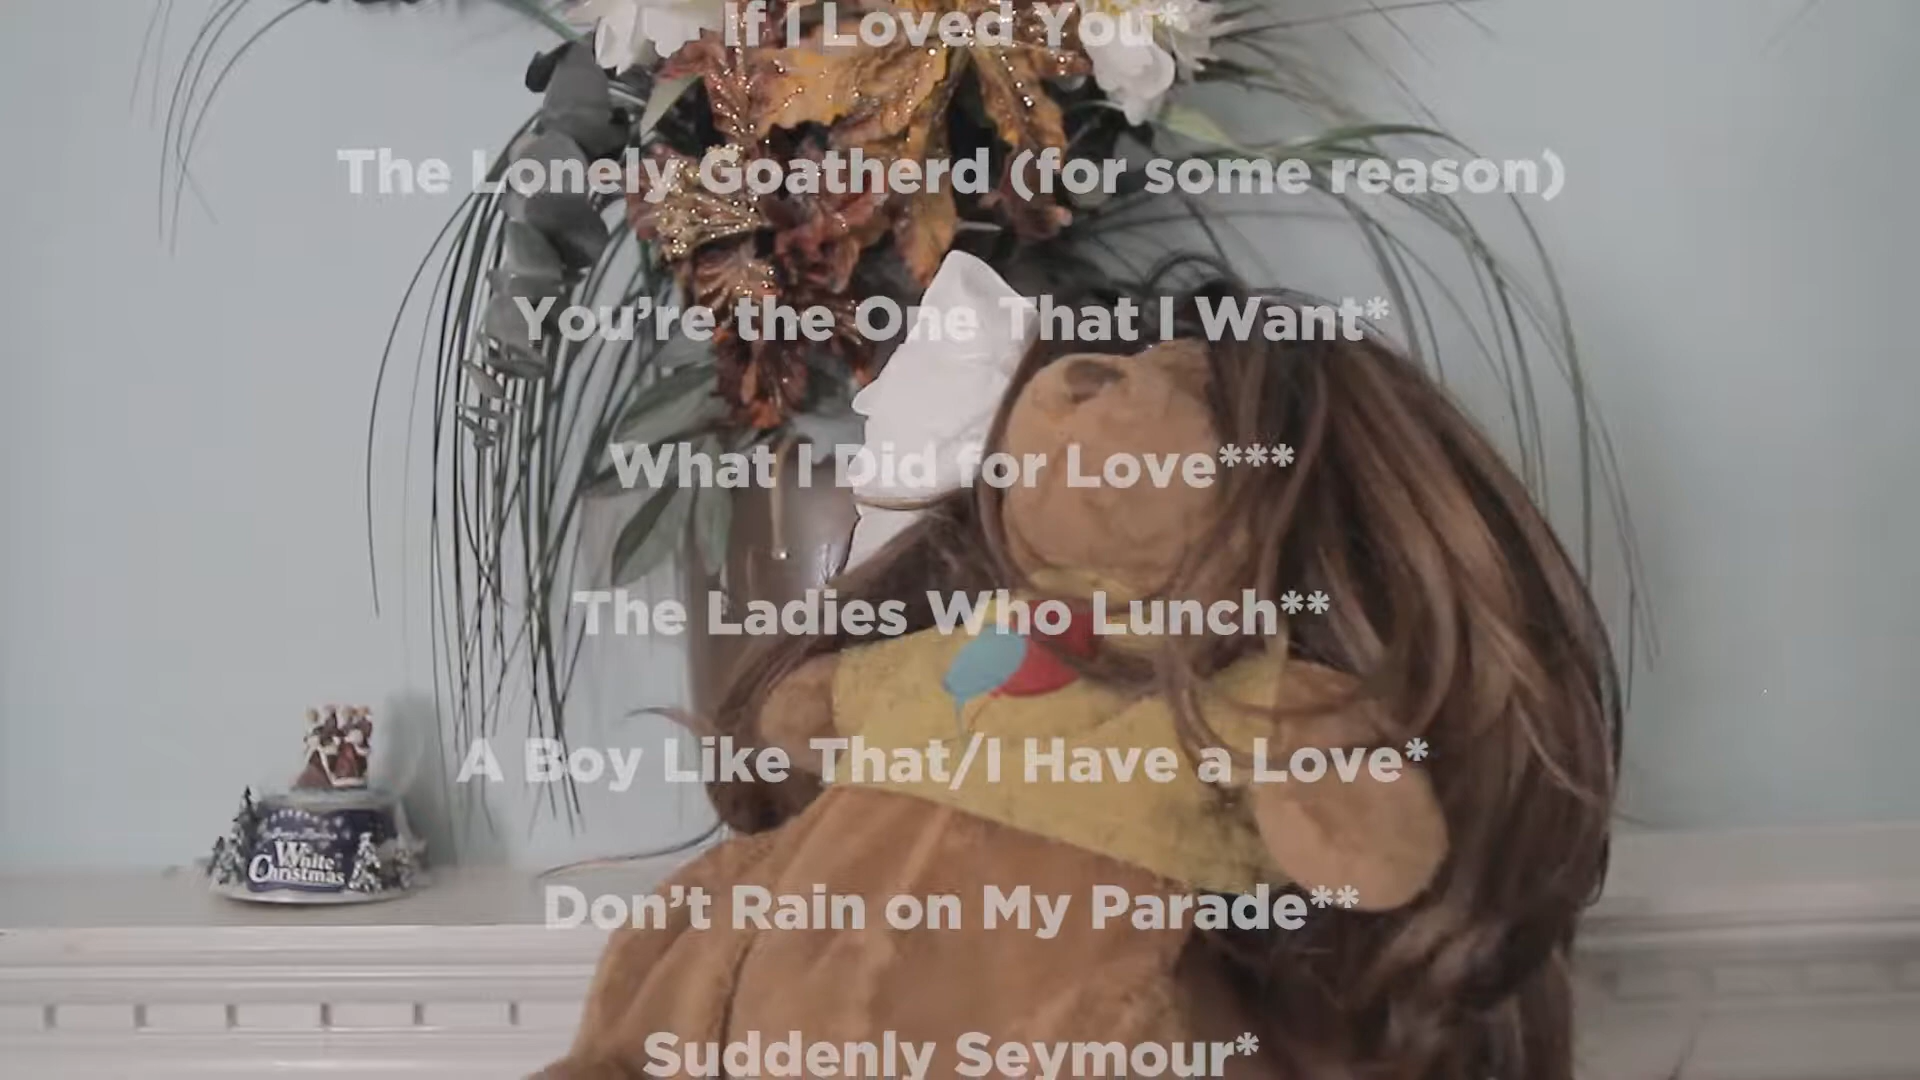 If I Loved You*
The Lonely Goatherd (for some reason)
You're the One That I Want*
What I Did for Love***
The Ladies Who Lunch**
A Boy Like That/I Have a Love*
White
Christmas
Don't Rain on My Parade**
Suddenly Seymour*